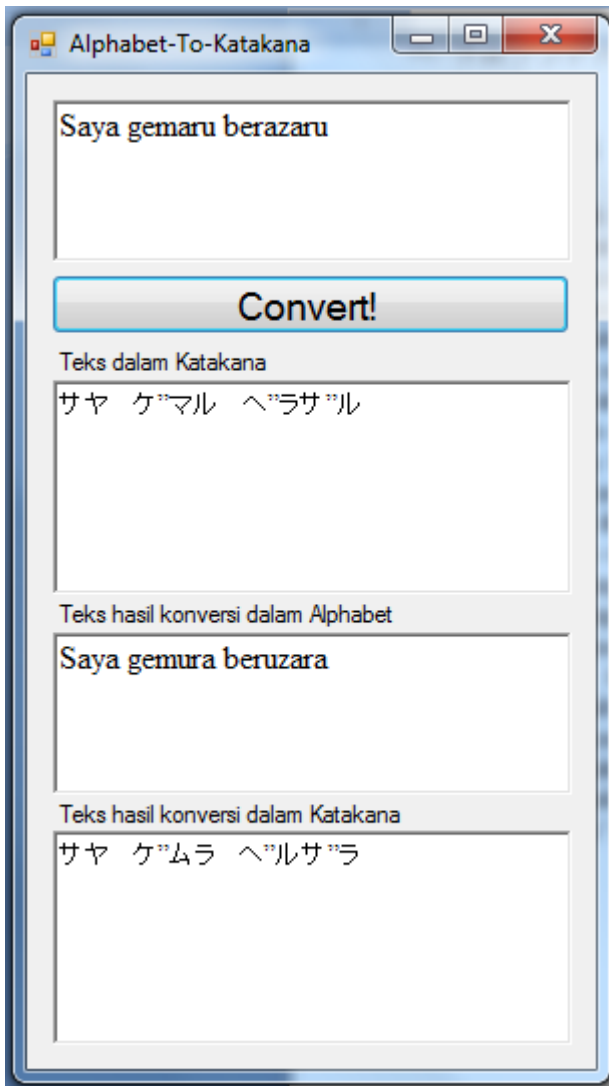 Alphabet-To-Katakana
Saya gemaru berazaru
Convert!
Teks dalam Katakana
サヤ　ケ”マル　ヘ”ラサ”ル
Teks hasil konversi dalam Alphabet
Saya gemura beruzara
Teks hasil konversi dalam Katakana
サヤ　ケ”ムラ　ヘ”ルサ”ラ